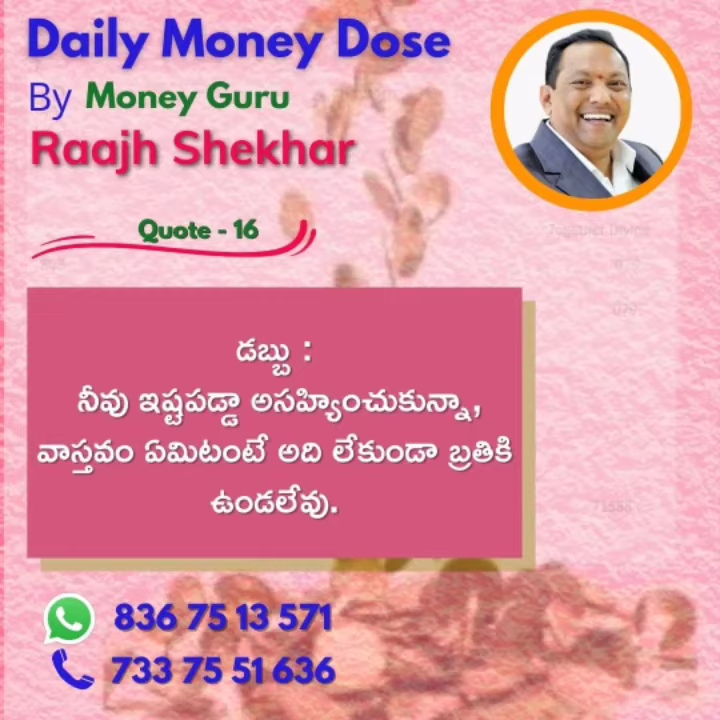 Daily Money Dose
By Money Guru
Raajh Shekhar
Quote - 16
డబ్బు :
నీవు ఇష్టపడ్డా అసహ్యించుకున్నా,
వాస్తవం ఏమిటంటే అది లేకుండా బ్రతికి
ఉండలేవు.
836 75 13 571
733 75 51 636